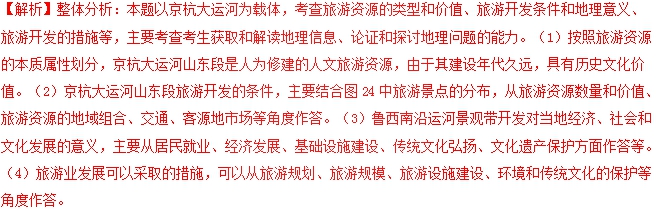 【解析】整体分析：本题以京杭大运河为载体，考查旅游资源的类型和价值、旅游开发条件和地理意义、
旅游开发的措施等，主要考查考生获取和解读地理信息、论证和探讨地理问题的能力。（1）按照旅游资源
的本质属性划分，京杭大运河山东段是人为修建的人文旅游资源，由于其建设年代久远，具有历史文化价
值。（2）京杭大运河山东段旅游开发的条件，主要结合图 24 中旅游景点的分布，从旅游资源数量和价值、
旅游资源的地域组合、交通、客源地市场等角度作答。（3）鲁西南沿运河景观带开发对当地经济、社会和
文化发展的意义，主要从居民就业、经济发展、基础设施建设、传统文化弘扬、文化遗产保护方面作答等。
（4）旅游业发展可以采取的措施，可以从旅游规划、旅游规模、旅游设施建设、环境和传统文化的保护等
角度作答。